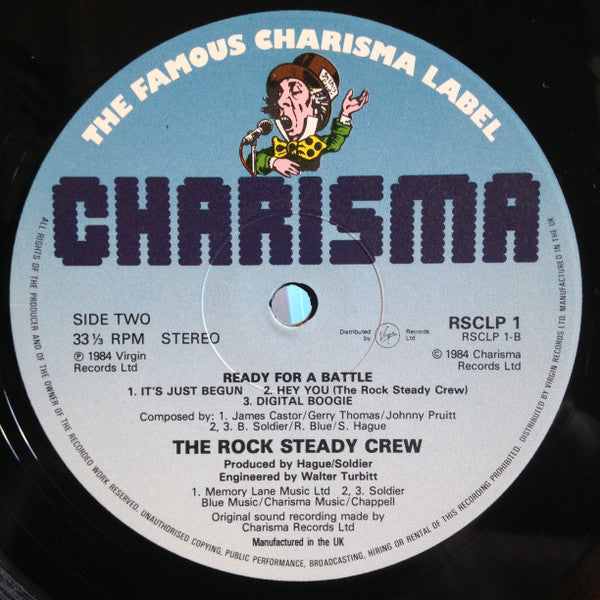 THE FAMOUS CHARISMA LABEL
CHARISMA
SIDE TWO
33 ⅓ RPM STEREO
℗ 1984 Virgin
Records Ltd
Distributed by Virgin Records Ltd
RSCLP 1
RSCLP 1-B
© 1984 Charisma
Records Ltd
READY FOR A BATTLE
1. IT'S JUST BEGUN 2. HEY YOU (The Rock Steady Crew)
3. DIGITAL BOOGIE
Composed by: 1. James Castor/Gerry Thomas/Johnny Pruitt
2, 3. B. Soldier/R. Blue/S. Hague
THE ROCK STEADY CREW
Produced by Hague/Soldier
Engineered by Walter Turbitt
1. Memory Lane Music Ltd 2, 3. Soldier
Blue Music/Charisma Music/Chappell
Original sound recording made by
Charisma Records Ltd
Manufactured in the UK
ALL RIGHTS OF THE PRODUCER AND OF THE OWNER OF THE RECORDED WORK RESERVED. UNAUTHORISED COPYING, PUBLIC PERFORMANCE, BROADCASTING, HIRING OR RENTAL OF THIS RECORDING PROHIBITED. DISTRIBUTED BY VIRGIN RECORDS LTD. MANUFACTURED IN THE UK